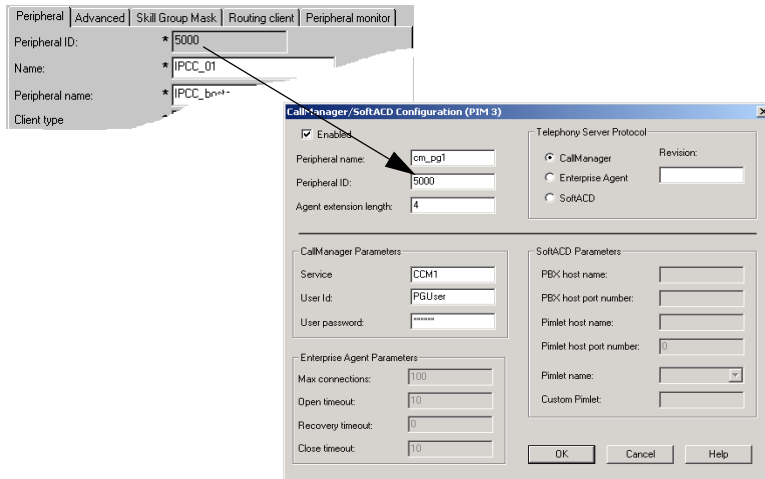 Peripheral Advanced Skill Group Mask Routing client Peripheral monitor
Peripheral ID: * 5000
Name: * IPCC_01
Peripheral name: * IPCC_
Client type *
CallManager/SoftACD Configuration (PIM 3)
Enabled
Peripheral name: cm_pg1
Peripheral ID: 5000
Agent extension length: 4
Telephony Server Protocol
CallManager
Enterprise Agent
SoftACD
Revision:
CallManager Parameters
Service CCM1
User Id: PGUser
User password: ******
Enterprise Agent Parameters
Max connections: 100
Open timeout: 10
Recovery timeout: 0
Close timeout: 10
SoftACD Parameters
PBX host name:
PBX host port number:
Pimlet host name:
Pimlet host port number: 0
Pimlet name:
Custom Pimlet:
OK Cancel Help